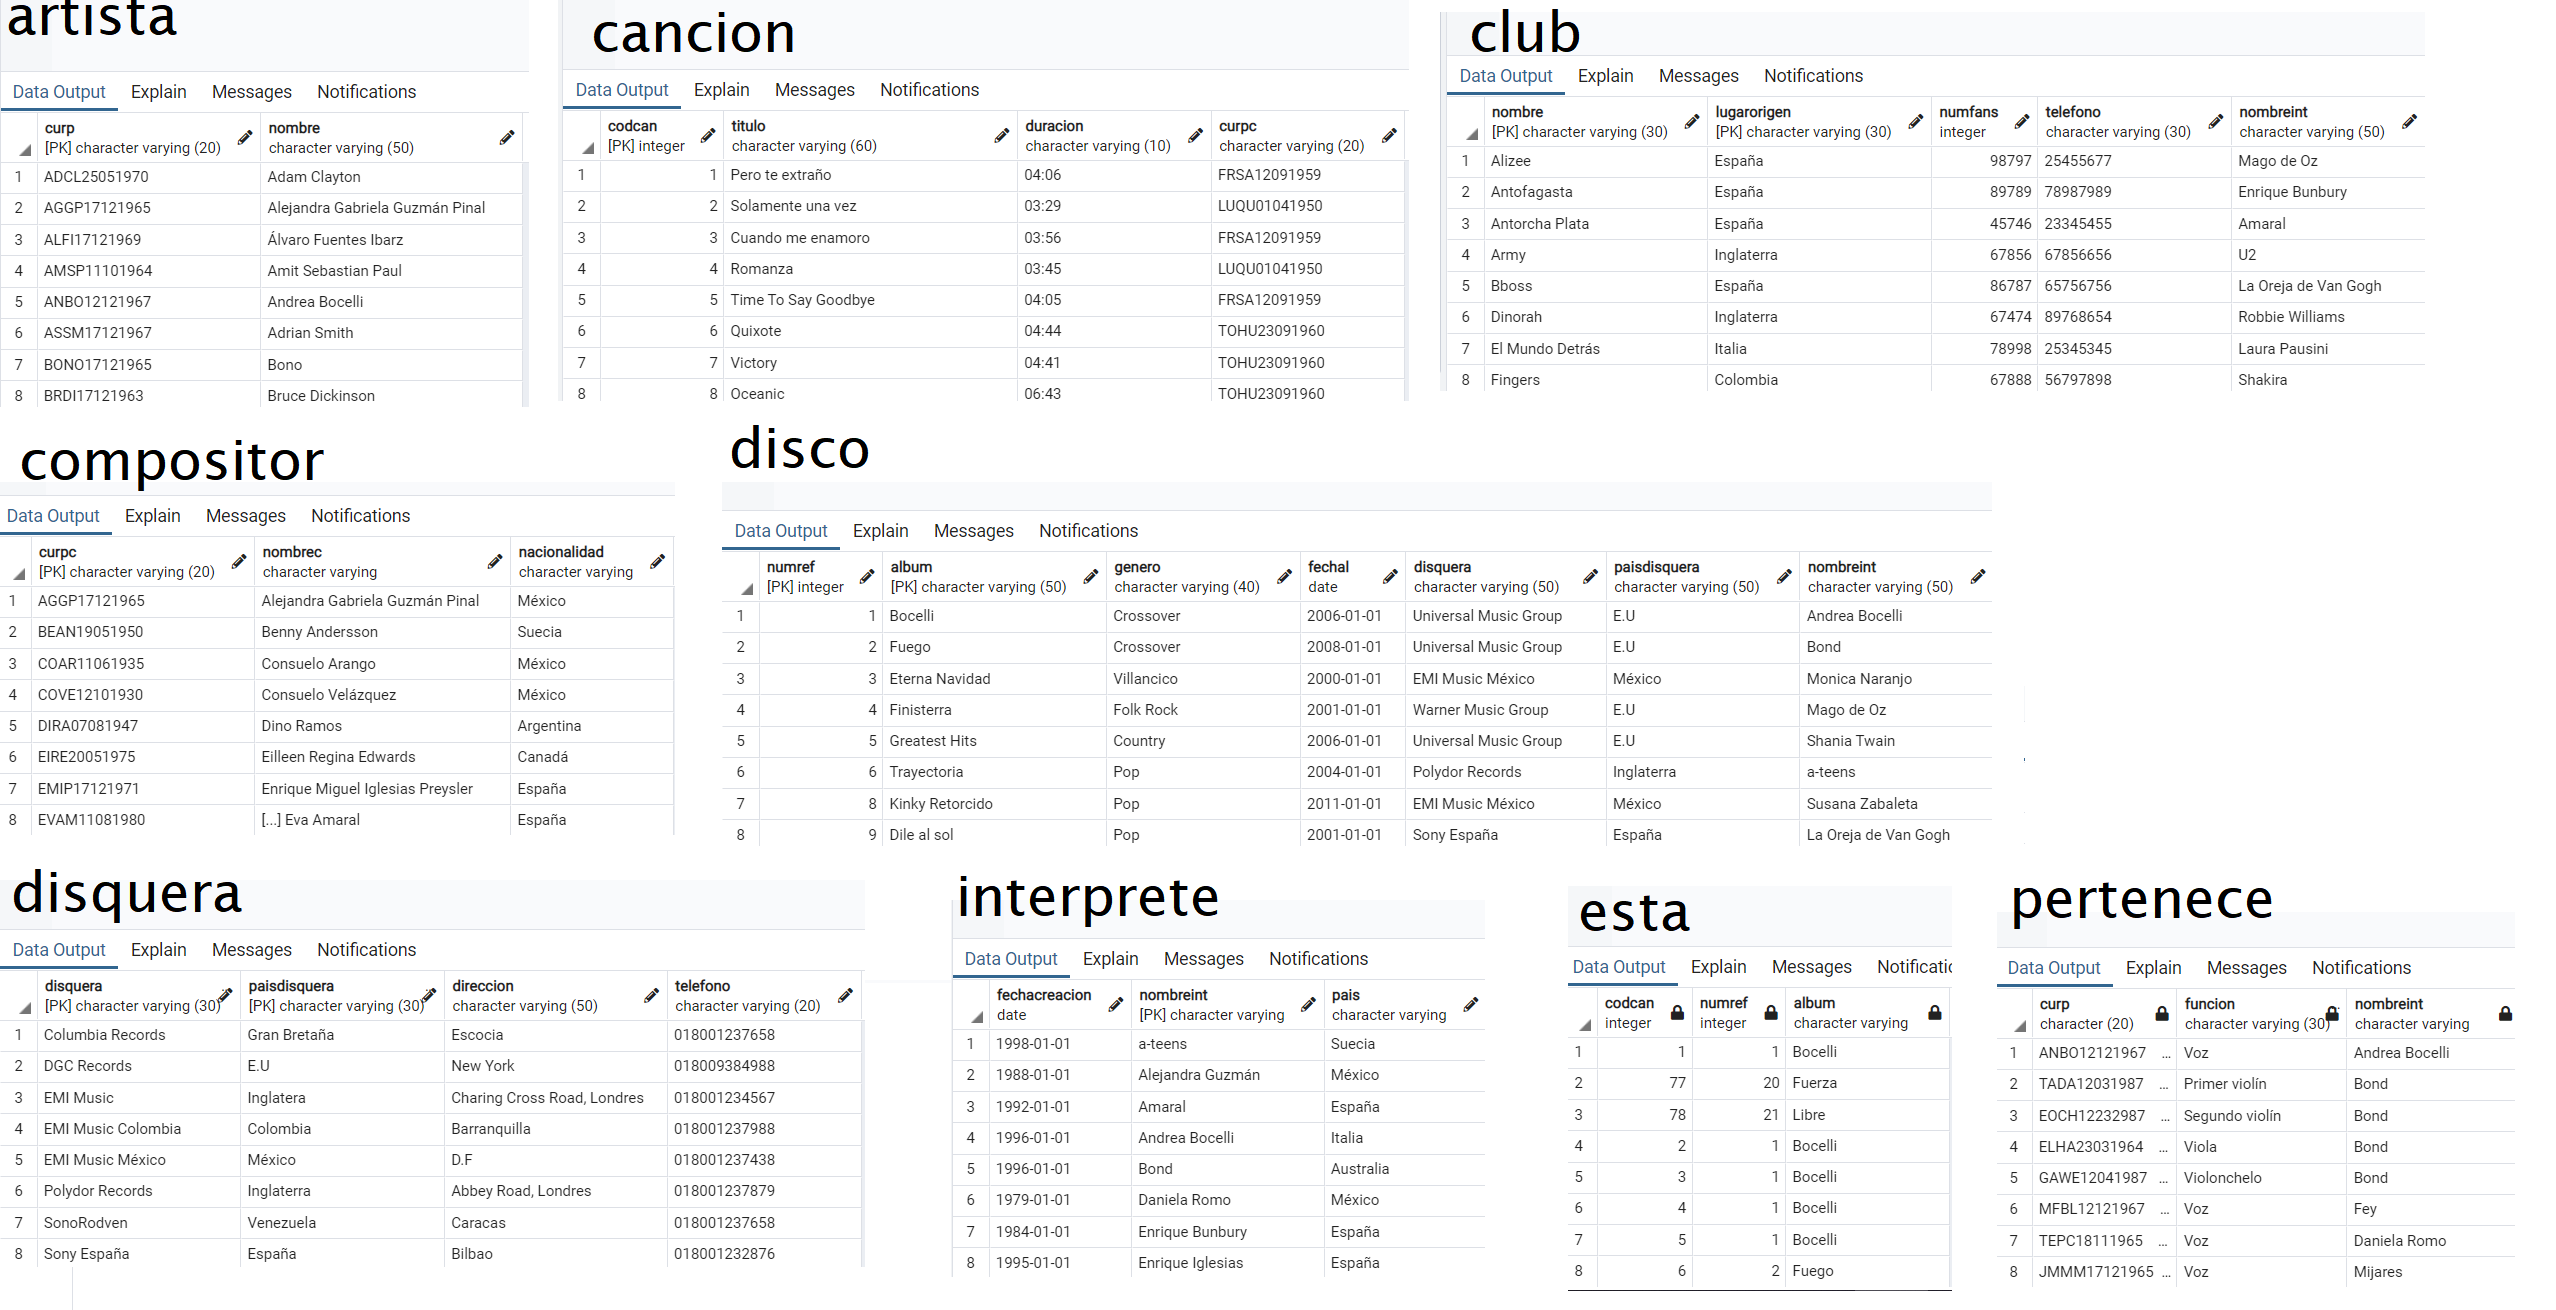 artista
Data Output Explain Messages Notifications
curp nombre
[PK] character varying (20) character varying (50)
1 ADCL25051970 Adam Clayton
2 AGGP17121965 Alejandra Gabriela Guzmán Pinal
3 ALFI17121969 Álvaro Fuentes Ibarz
4 AMSP11101964 Amit Sebastian Paul
5 ANBO12121967 Andrea Bocelli
6 ASSM17121967 Adrian Smith
7 BONO17121965 Bono
8 BRDI17121963 Bruce Dickinson
cancion
Data Output Explain Messages Notifications
codcan titulo duracion curpc
[PK] integer character varying (60) character varying (10) character varying (20)
1 1 Pero te extraño 04:06 FRSA12091959
2 2 Solamente una vez 03:29 LUQU01041950
3 3 Cuando me enamoro 03:56 FRSA12091959
4 4 Romanza 03:45 LUQU01041950
5 5 Time To Say Goodbye 04:05 FRSA12091959
6 6 Quixote 04:44 TOHU23091960
7 7 Victory 04:41 TOHU23091960
8 8 Oceanic 06:43 TOHU23091960
club
Data Output Explain Messages Notifications
nombre lugarorigen numfans telefono nombreint
[PK] character varying (30) [PK] character varying (30) integer character varying (30) character varying (50)
1 Alizee España 98797 25455677 Mago de Oz
2 Antofagasta España 89789 78987989 Enrique Bunbury
3 Antorcha Plata España 45746 23345455 Amaral
4 Army Inglaterra 67856 67856656 U2
5 Bboss España 86787 65756756 La Oreja de Van Gogh
6 Dinorah Inglaterra 67474 89768654 Robbie Williams
7 El Mundo Detrás Italia 78998 25345345 Laura Pausini
8 Fingers Colombia 67888 56797898 Shakira
compositor
Data Output Explain Messages Notifications
curpc nombrec nacionalidad
[PK] character varying (20) character varying character varying
1 AGGP17121965 Alejandra Gabriela Guzmán Pinal México
2 BEAN19051950 Benny Andersson Suecia
3 COAR11061935 Consuelo Arango México
4 COVE12101930 Consuelo Velázquez México
5 DIRA07081947 Dino Ramos Argentina
6 EIRE20051975 Eilleen Regina Edwards Canadá
7 EMIP17121971 Enrique Miguel Iglesias Preysler España
8 EVAM11081980 [...] Eva Amaral España
disco
Data Output Explain Messages Notifications
numref album genero fechal disquera paisdisquera nombreint
[PK] integer [PK] character varying (50) character varying (40) date character varying (50) character varying (50) character varying (50)
1 1 Bocelli Crossover 2006-01-01 Universal Music Group E.U Andrea Bocelli
2 2 Fuego Crossover 2008-01-01 Universal Music Group E.U Bond
3 3 Eterna Navidad Villancico 2000-01-01 EMI Music México México Monica Naranjo
4 4 Finisterra Folk Rock 2001-01-01 Warner Music Group E.U Mago de Oz
5 5 Greatest Hits Country 2006-01-01 Universal Music Group E.U Shania Twain
6 6 Trayectoria Pop 2004-01-01 Polydor Records Inglaterra a-teens
7 8 Kinky Retorcido Pop 2011-01-01 EMI Music México México Susana Zabaleta
8 9 Dile al sol Pop 2001-01-01 Sony España España La Oreja de Van Gogh
disquera
Data Output Explain Messages Notifications
disquera paisdisquera direccion telefono
[PK] character varying (30) [PK] character varying (30) character varying (50) character varying (20)
1 Columbia Records Gran Bretaña Escocia 018001237658
2 DGC Records E.U New York 018009384988
3 EMI Music Inglatera Charing Cross Road, Londres 018001234567
4 EMI Music Colombia Colombia Barranquilla 018001237988
5 EMI Music México México D.F 018001237438
6 Polydor Records Inglaterra Abbey Road, Londres 018001237879
7 SonoRodven Venezuela Caracas 018001237658
8 Sony España España Bilbao 018001232876
interprete
Data Output Explain Messages Notifications
fechacreacion nombreint pais
date [PK] character varying character varying
1 1998-01-01 a-teens Suecia
2 1988-01-01 Alejandra Guzmán México
3 1992-01-01 Amaral España
4 1996-01-01 Andrea Bocelli Italia
5 1996-01-01 Bond Australia
6 1979-01-01 Daniela Romo México
7 1984-01-01 Enrique Bunbury España
8 1995-01-01 Enrique Iglesias España
esta
Data Output Explain Messages Notificatic
codcan numref album
integer integer character varying
1 1 1 Bocelli
2 77 20 Fuerza
3 78 21 Libre
4 2 1 Bocelli
5 3 1 Bocelli
6 4 1 Bocelli
7 5 1 Bocelli
8 6 2 Fuego
pertenece
Data Output Explain Messages Notifications
curp funcion nombreint
character (20) character varying (30) character varying
1 ANBO12121967 ... Voz Andrea Bocelli
2 TADA12031987 ... Primer violín Bond
3 EOCH12232987 ... Segundo violín Bond
4 ELHA23031964 ... Viola Bond
5 GAWE12041987 ... Violonchelo Bond
6 MFBL12121967 ... Voz Fey
7 TEPC18111965 ... Voz Daniela Romo
8 JMMM17121965 ... Voz Mijares